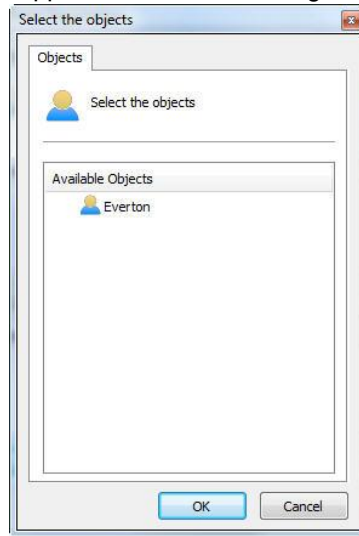 Select the objects
Objects
Select the objects
Available Objects
Everton
OK
Cancel